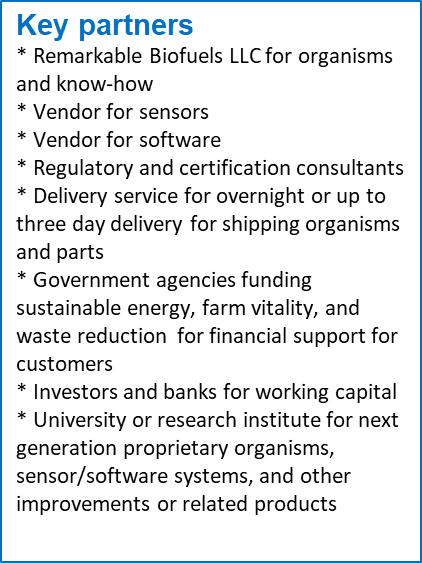 Key partners
* Remarkable Biofuels LLC for organisms
and know-how
* Vendor for sensors
* Vendor for software
* Regulatory and certification consultants
* Delivery service for overnight or up to
three day delivery for shipping organisms
and parts
* Government agencies funding
sustainable energy, farm vitality, and
waste reduction  for financial support for
customers
* Investors and banks for working capital
* University or research institute for next
generation proprietary organisms,
sensor/software systems, and other
improvements or related products